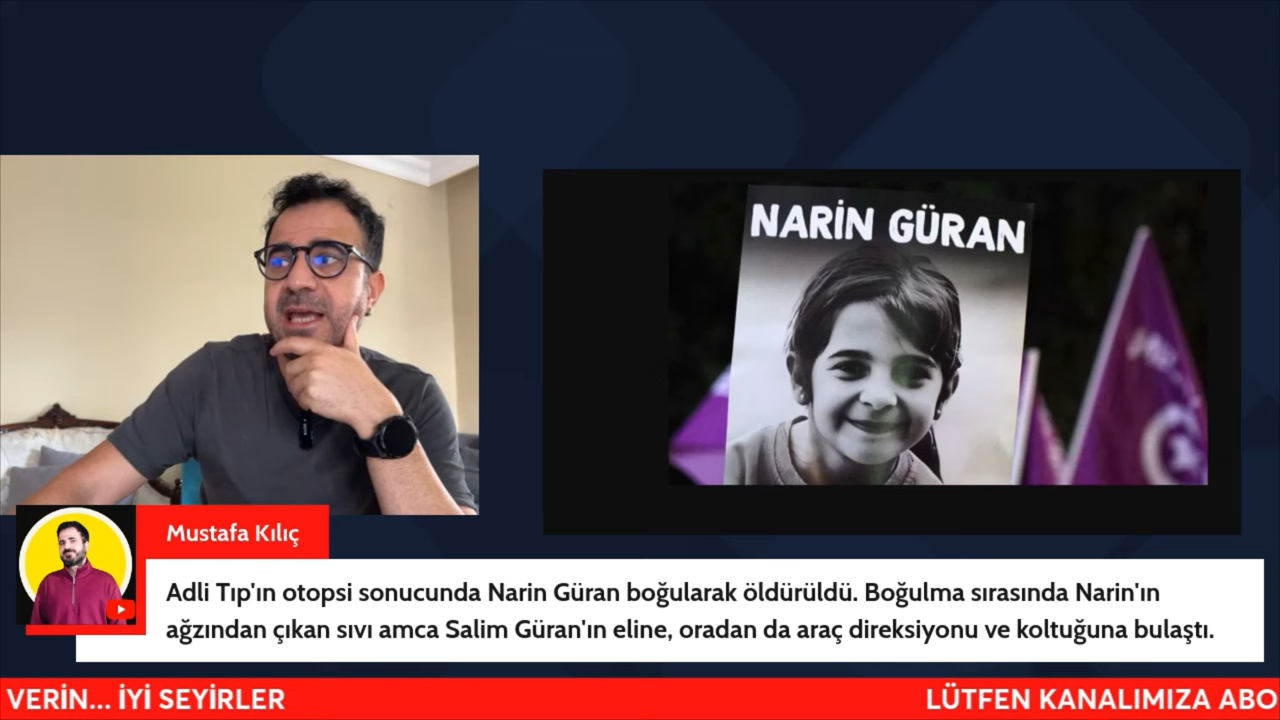 NARİN GÜRAN
Mustafa Kılıç
Adli Tıp'ın otopsi sonucunda Narin Güran boğularak öldürüldü. Boğulma sırasında Narin'ın
ağzından çıkan sıvı amca Salim Güran'ın eline, oradan da araç direksiyonu ve koltuğuna bulaştı.
VERİN... İYİ SEYİRLER
LÜTFEN KANALIMIZA ABO